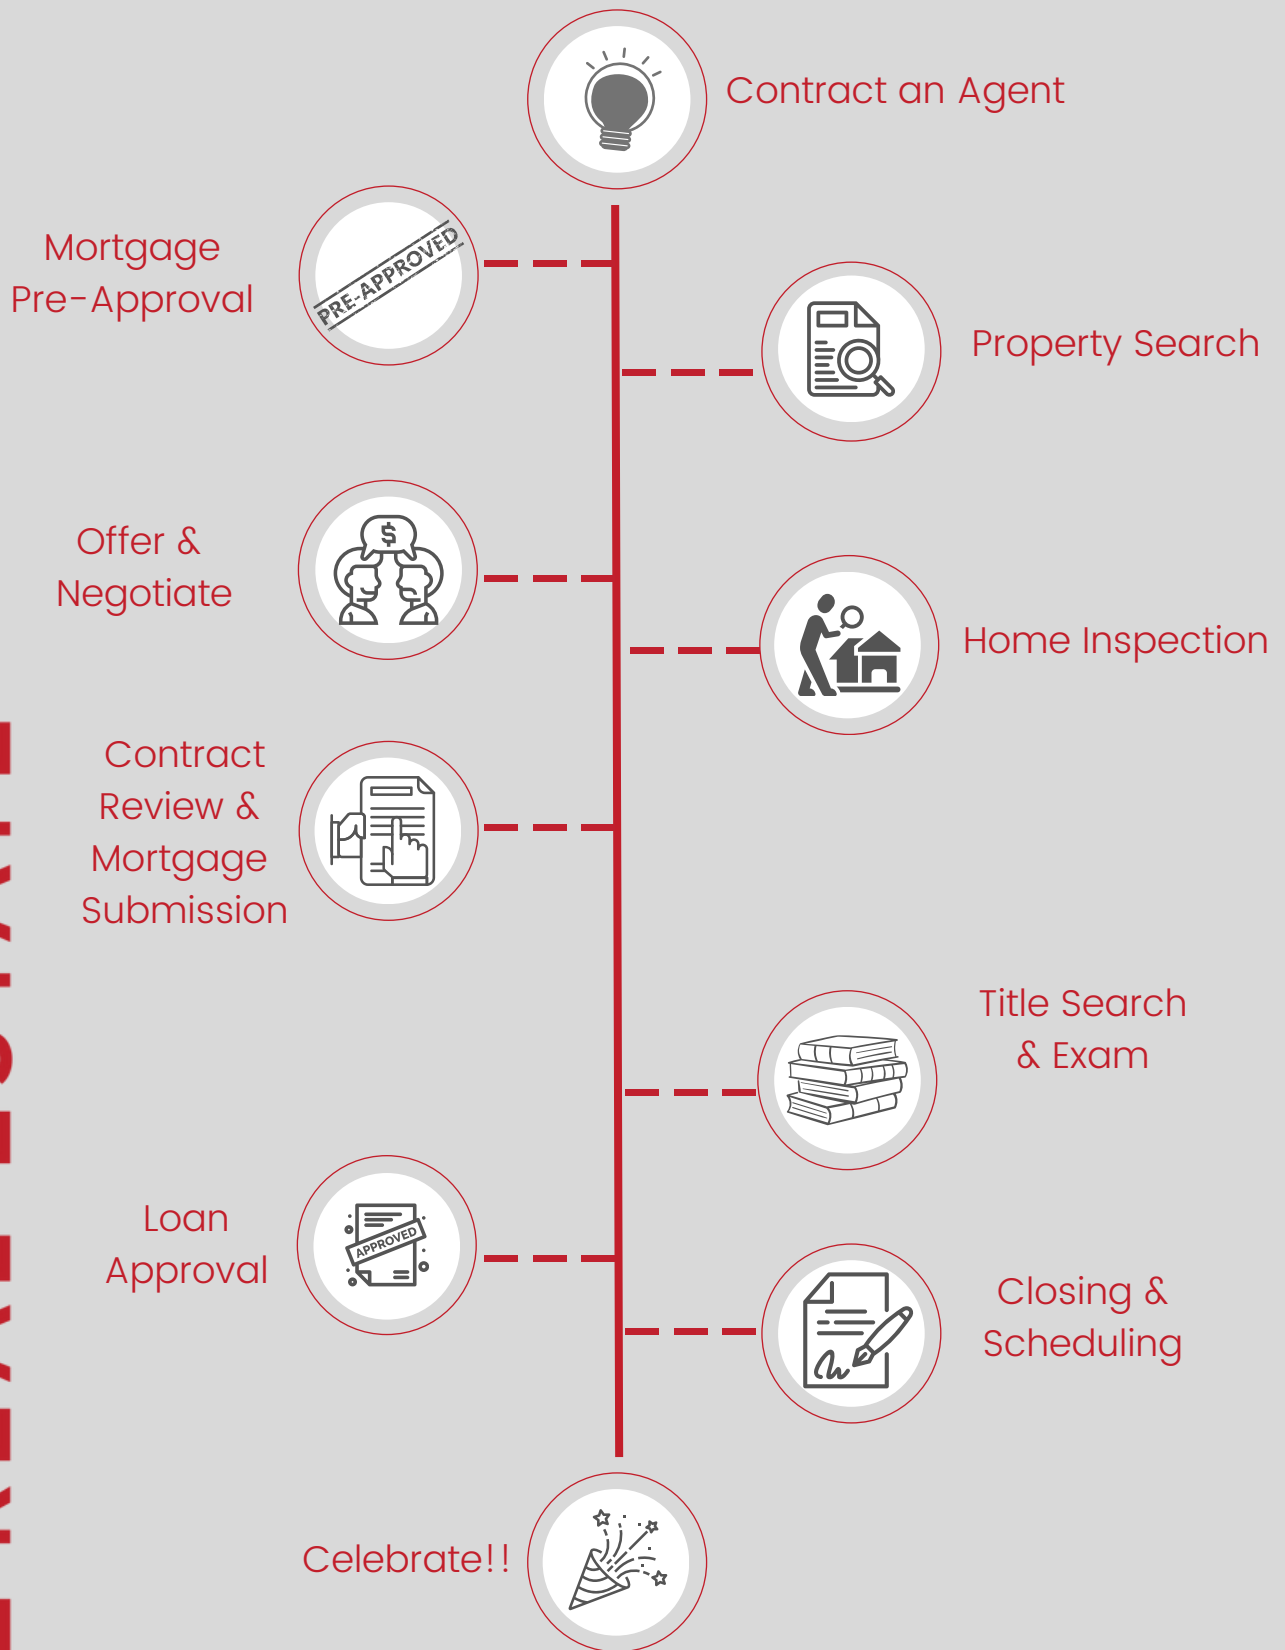 Contract an Agent
Mortgage
Pre-Approval
PRE-APPROVED
Property Search
Offer &
Negotiate
$
Home Inspection
Contract
Review &
Mortgage
Submission
Title Search
& Exam
Loan
Approval
APPROVED
Closing &
Scheduling
Celebrate!!